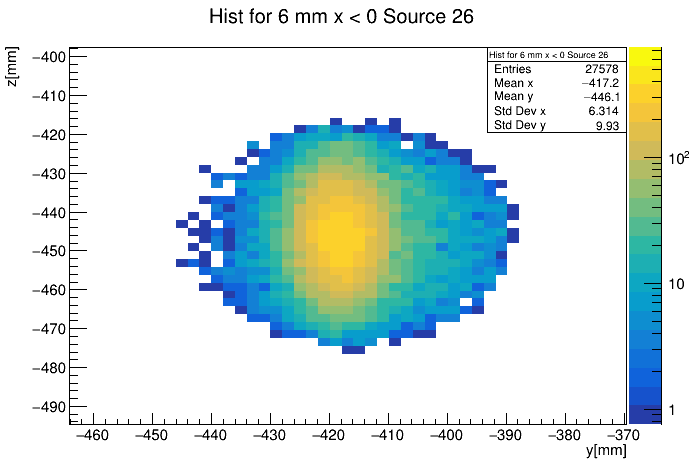 Hist for 6 mm x < 0 Source 26
z[mm]
−400
−410
−420
−430
−440
−450
−460
−470
−480
−490
Hist for 6 mm x < 0 Source 26
Entries 27578
Mean x −417.2
Mean y −446.1
Std Dev x 6.314
Std Dev y 9.93
10²
10
1
−460 −450 −440 −430 −420 −410 −400 −390 −380 −370
y[mm]